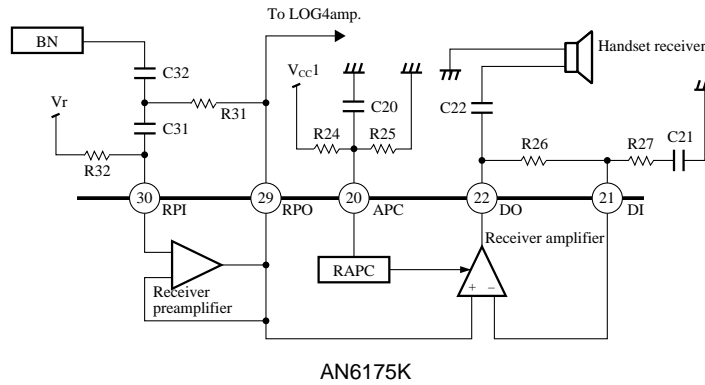 To LOG4amp.
BN
C32
Handset receiver
VCC1
Vr
C20
C22
R31
C31
R24
R25
R26
R27
C21
R32
30
29
20
22
21
RPI
RPO
APC
DO
DI
Receiver amplifier
RAPC
+ −
Receiver
preamplifier
AN6175K